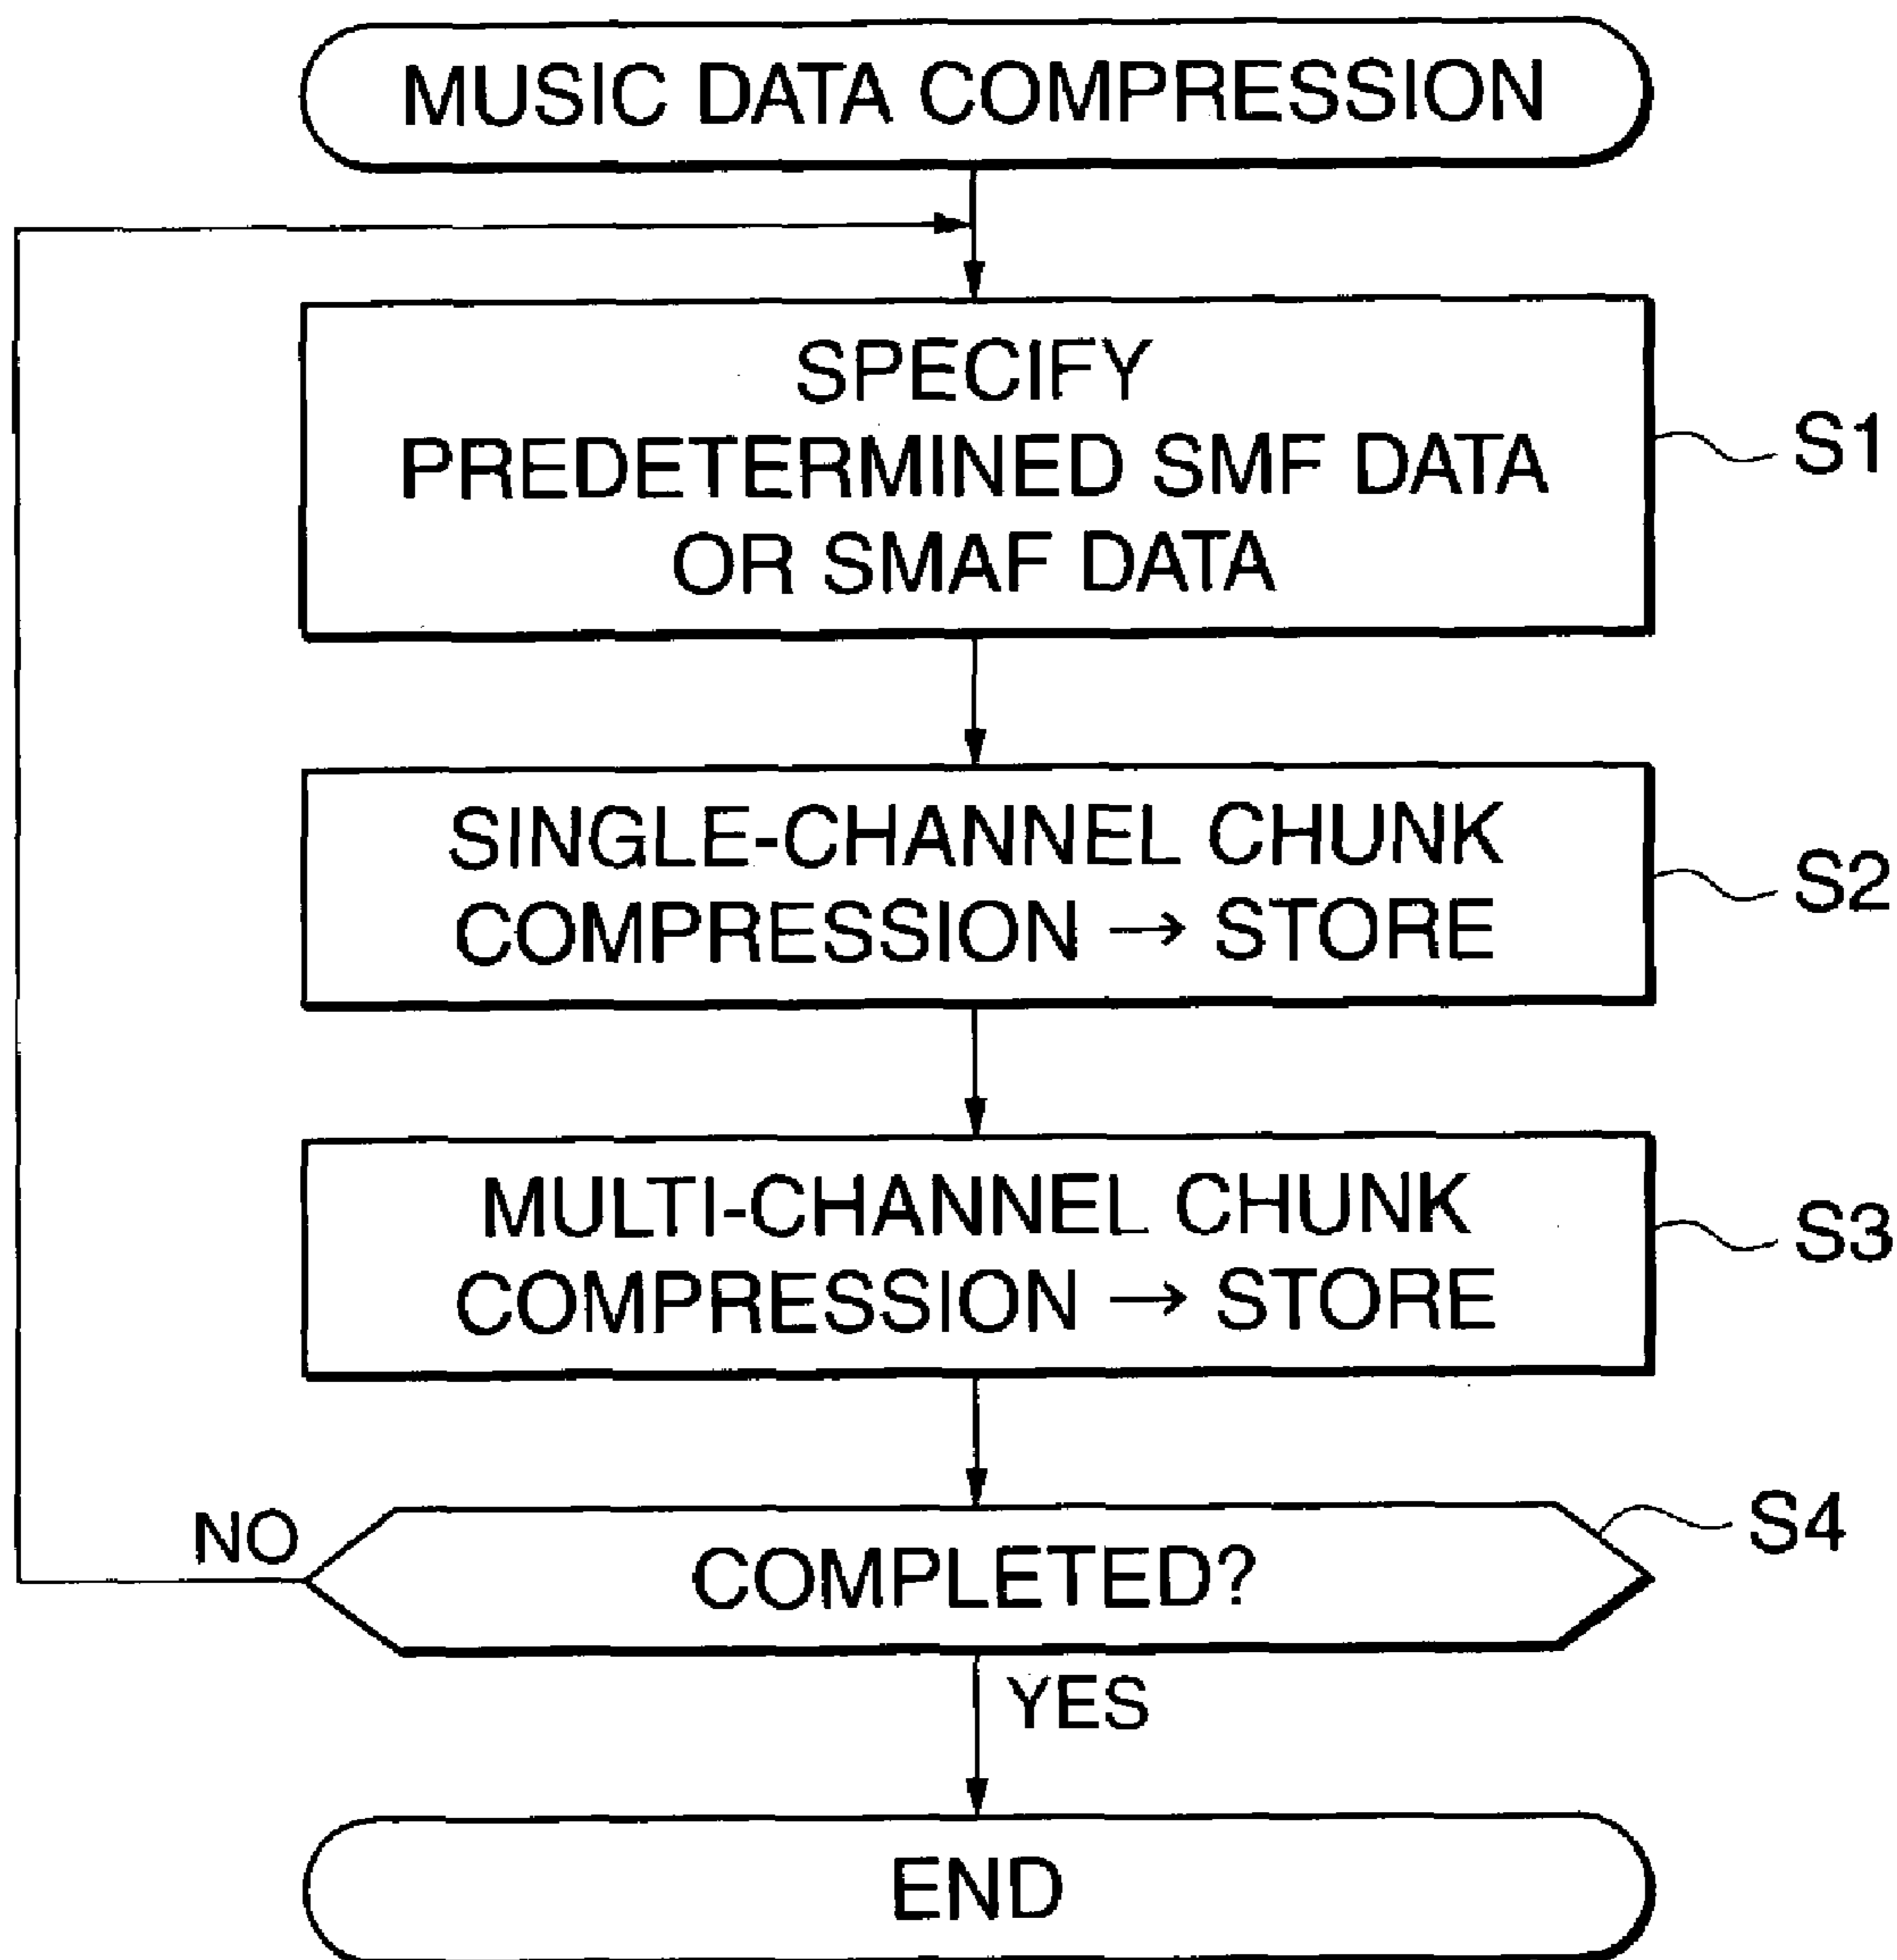 MUSIC DATA COMPRESSION
SPECIFY
PREDETERMINED SMF DATA
OR SMAF DATA
S1
SINGLE-CHANNEL CHUNK
COMPRESSION → STORE
S2
MULTI-CHANNEL CHUNK
COMPRESSION → STORE
S3
NO
COMPLETED?
S4
YES
END